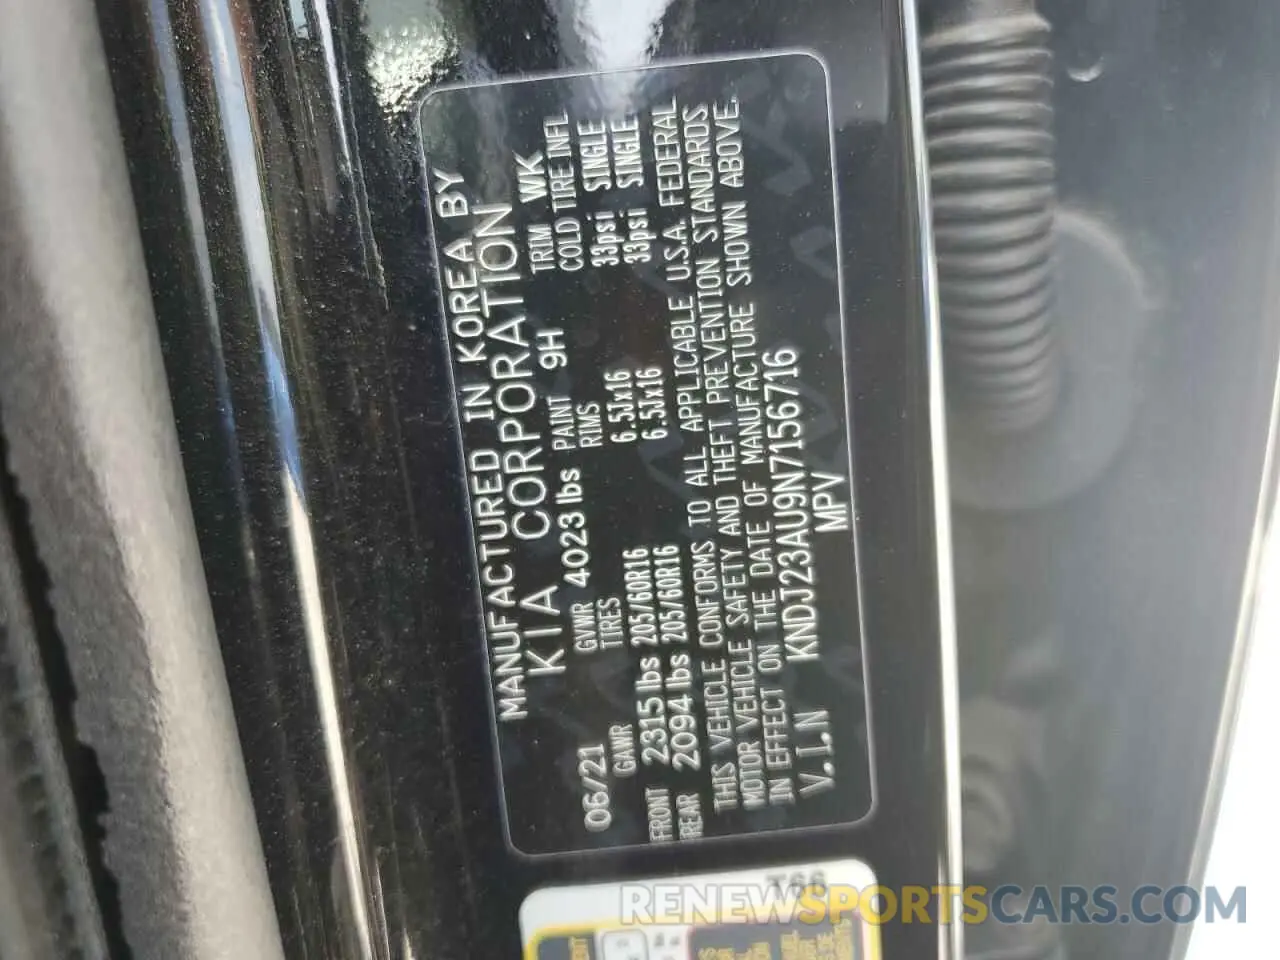 MANUFACTURED IN KOREA BY
KIA CORPORATION
06/21 GVWR 4023 lbs PAINT 9H TRIM WK
GAWR TIRES RIMS COLD TIRE INFL
FRONT 2315 lbs 205/60R16 6.5Jx16 33psi SINGLE
REAR 2094 lbs 205/60R16 6.5Jx16 33psi SINGLE
THIS VEHICLE CONFORMS TO ALL APPLICABLE U.S.A. FEDERAL
MOTOR VEHICLE SAFETY AND THEFT PREVENTION STANDARDS
IN EFFECT ON THE DATE OF MANUFACTURE SHOWN ABOVE.
V.I.N KNDJ23AU9N7156716
MPV
T66
RENEWSPORTSCARS.COM